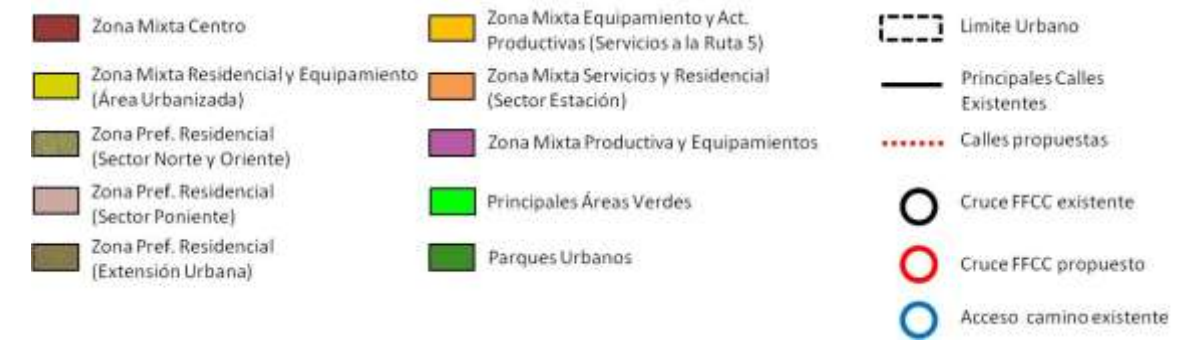 Zona Mixta Centro
Zona Mixta Residencial y Equipamiento
(Área Urbanizada)
Zona Pref. Residencial
(Sector Norte y Oriente)
Zona Pref. Residencial
(Sector Poniente)
Zona Pref. Residencial
(Extensión Urbana)
Zona Mixta Equipamiento y Act.
Productivas (Servicios a la Ruta 5)
Zona Mixta Servicios y Residencial
(Sector Estación)
Zona Mixta Productiva y Equipamientos
Principales Áreas Verdes
Parques Urbanos
Limite Urbano
Principales Calles
Existentes
Calles propuestas
Cruce FFCC existente
Cruce FFCC propuesto
Acceso camino existente